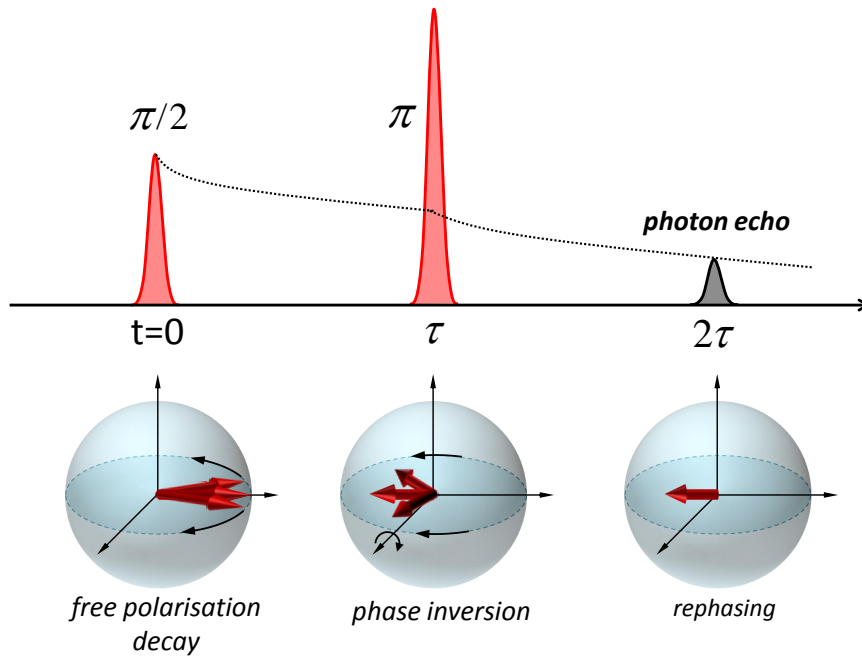 π/2
π
photon echo
t=0
τ
2τ
free polarisation
decay
phase inversion
rephasing